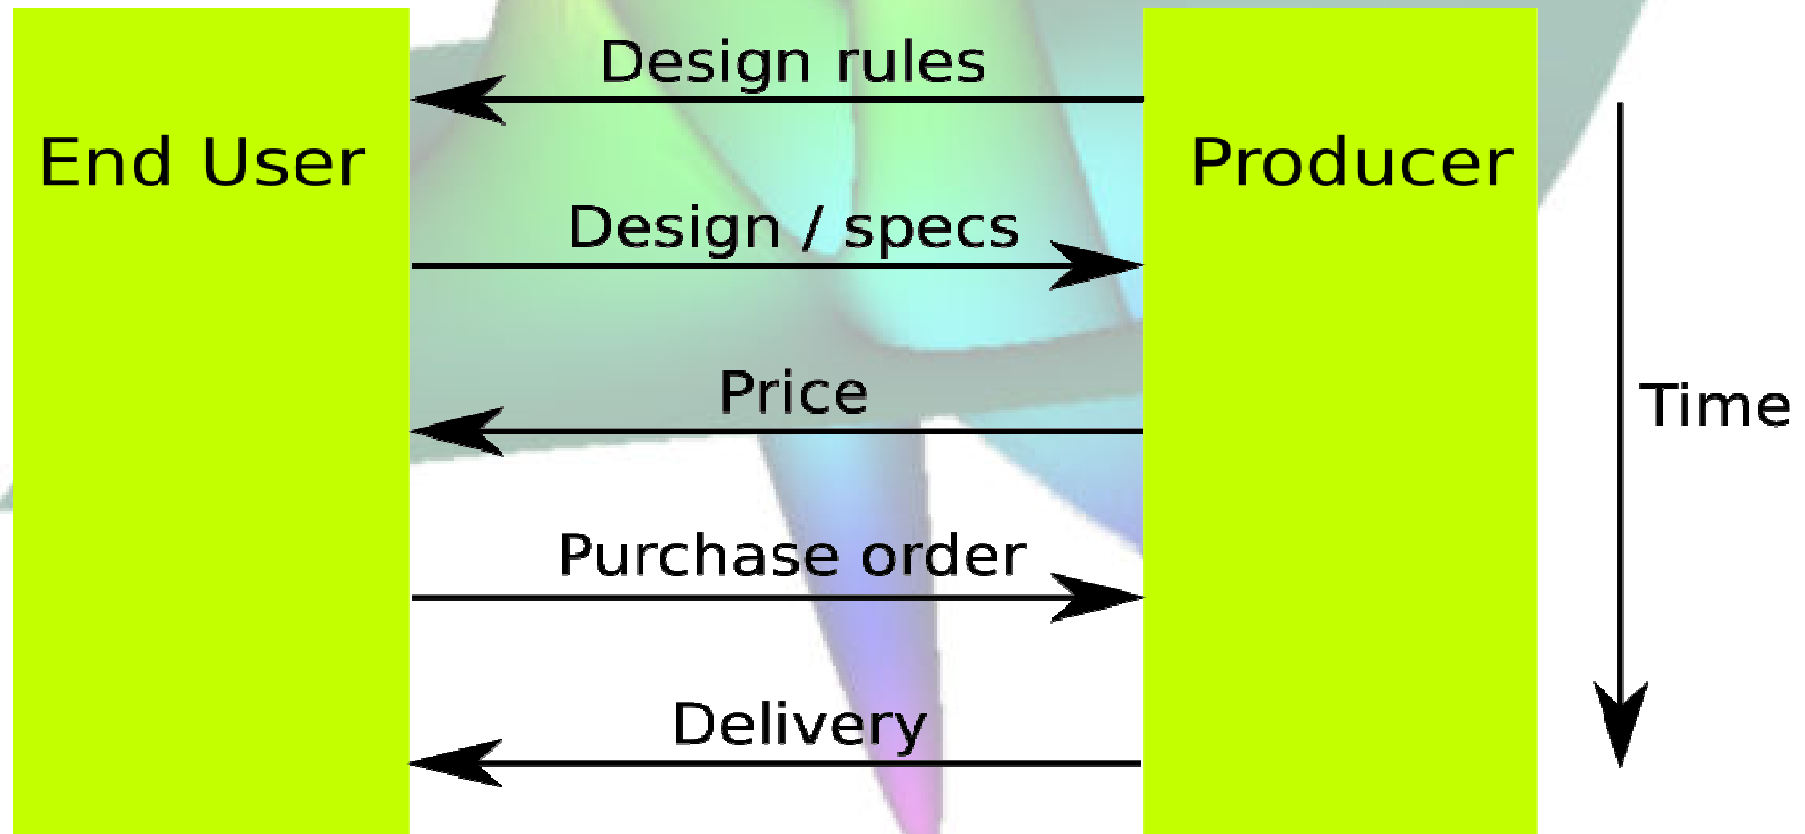 Design rules
End User
Producer
Design / specs
Price
Time
Purchase order
Delivery